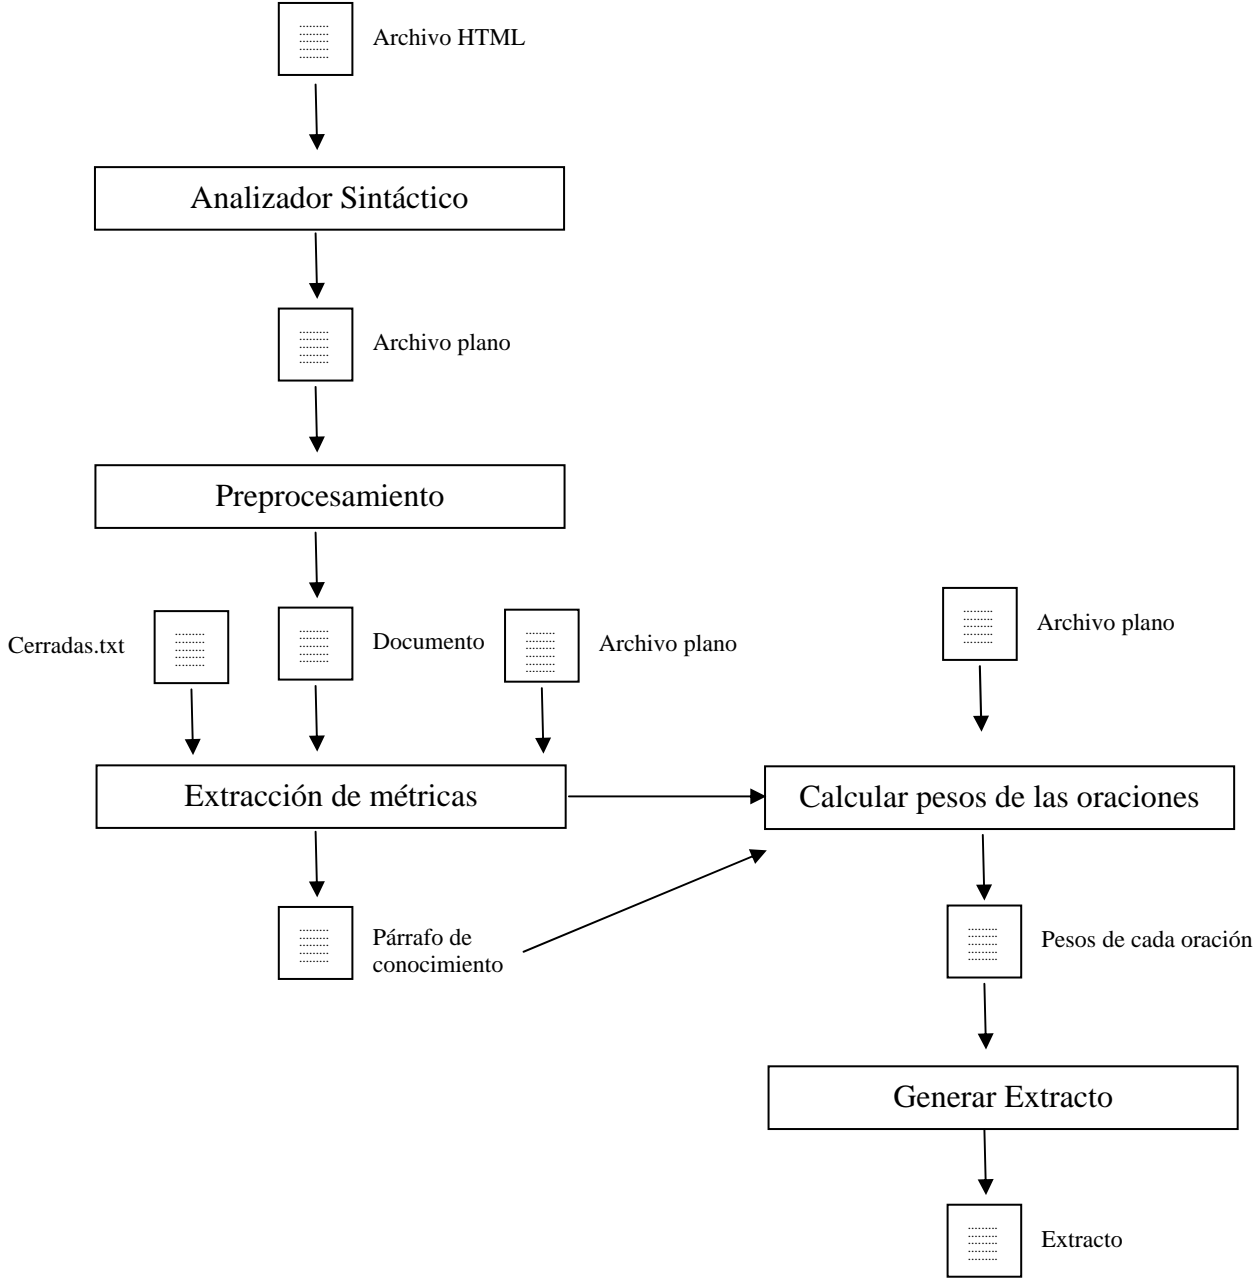 Archivo HTML
Analizador Sintáctico
Archivo plano
Preprocesamiento
Cerradas.txt
Documento
Archivo plano
Archivo plano
Extracción de métricas
Calcular pesos de las oraciones
Párrafo de
conocimiento
Pesos de cada oración
Generar Extracto
Extracto